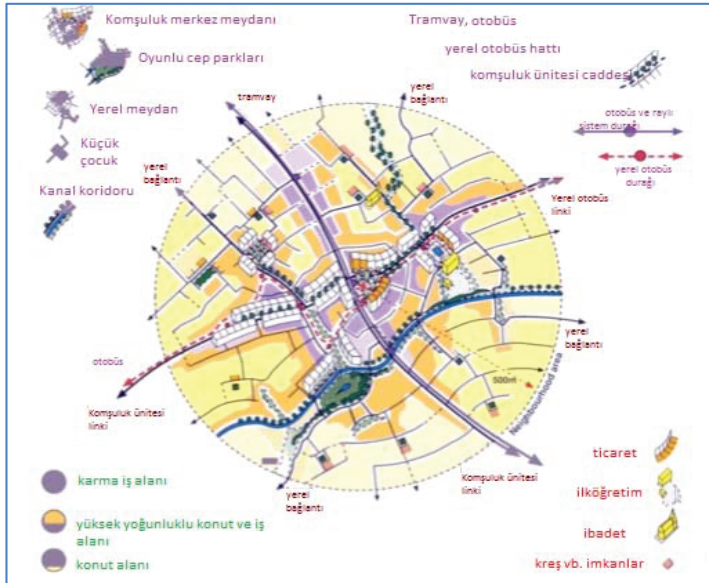 Komşuluk merkez meydanı
Oyunlu cep parkları
Yerel meydan
Küçük
çocuk
Kanal koridoru
Tramvay, otobüs
yerel otobüs hattı
komşuluk ünitesi caddesi
otobüs ve raylı
sistem durağı
yerel otobüs
durağı
tramvay
yerel
bağlantı
yerel
bağlantı
Yerel otobüs
linki
yerel
bağlantı
otobüs
Komşuluk ünitesi
linki
500m
Neighbourhood area
Komşuluk ünitesi
linki
yerel
bağlantı
karma iş alanı
yüksek yoğunluklu konut ve iş
alanı
konut alanı
ticaret
ilköğretim
ibadet
kreş vb. imkanlar